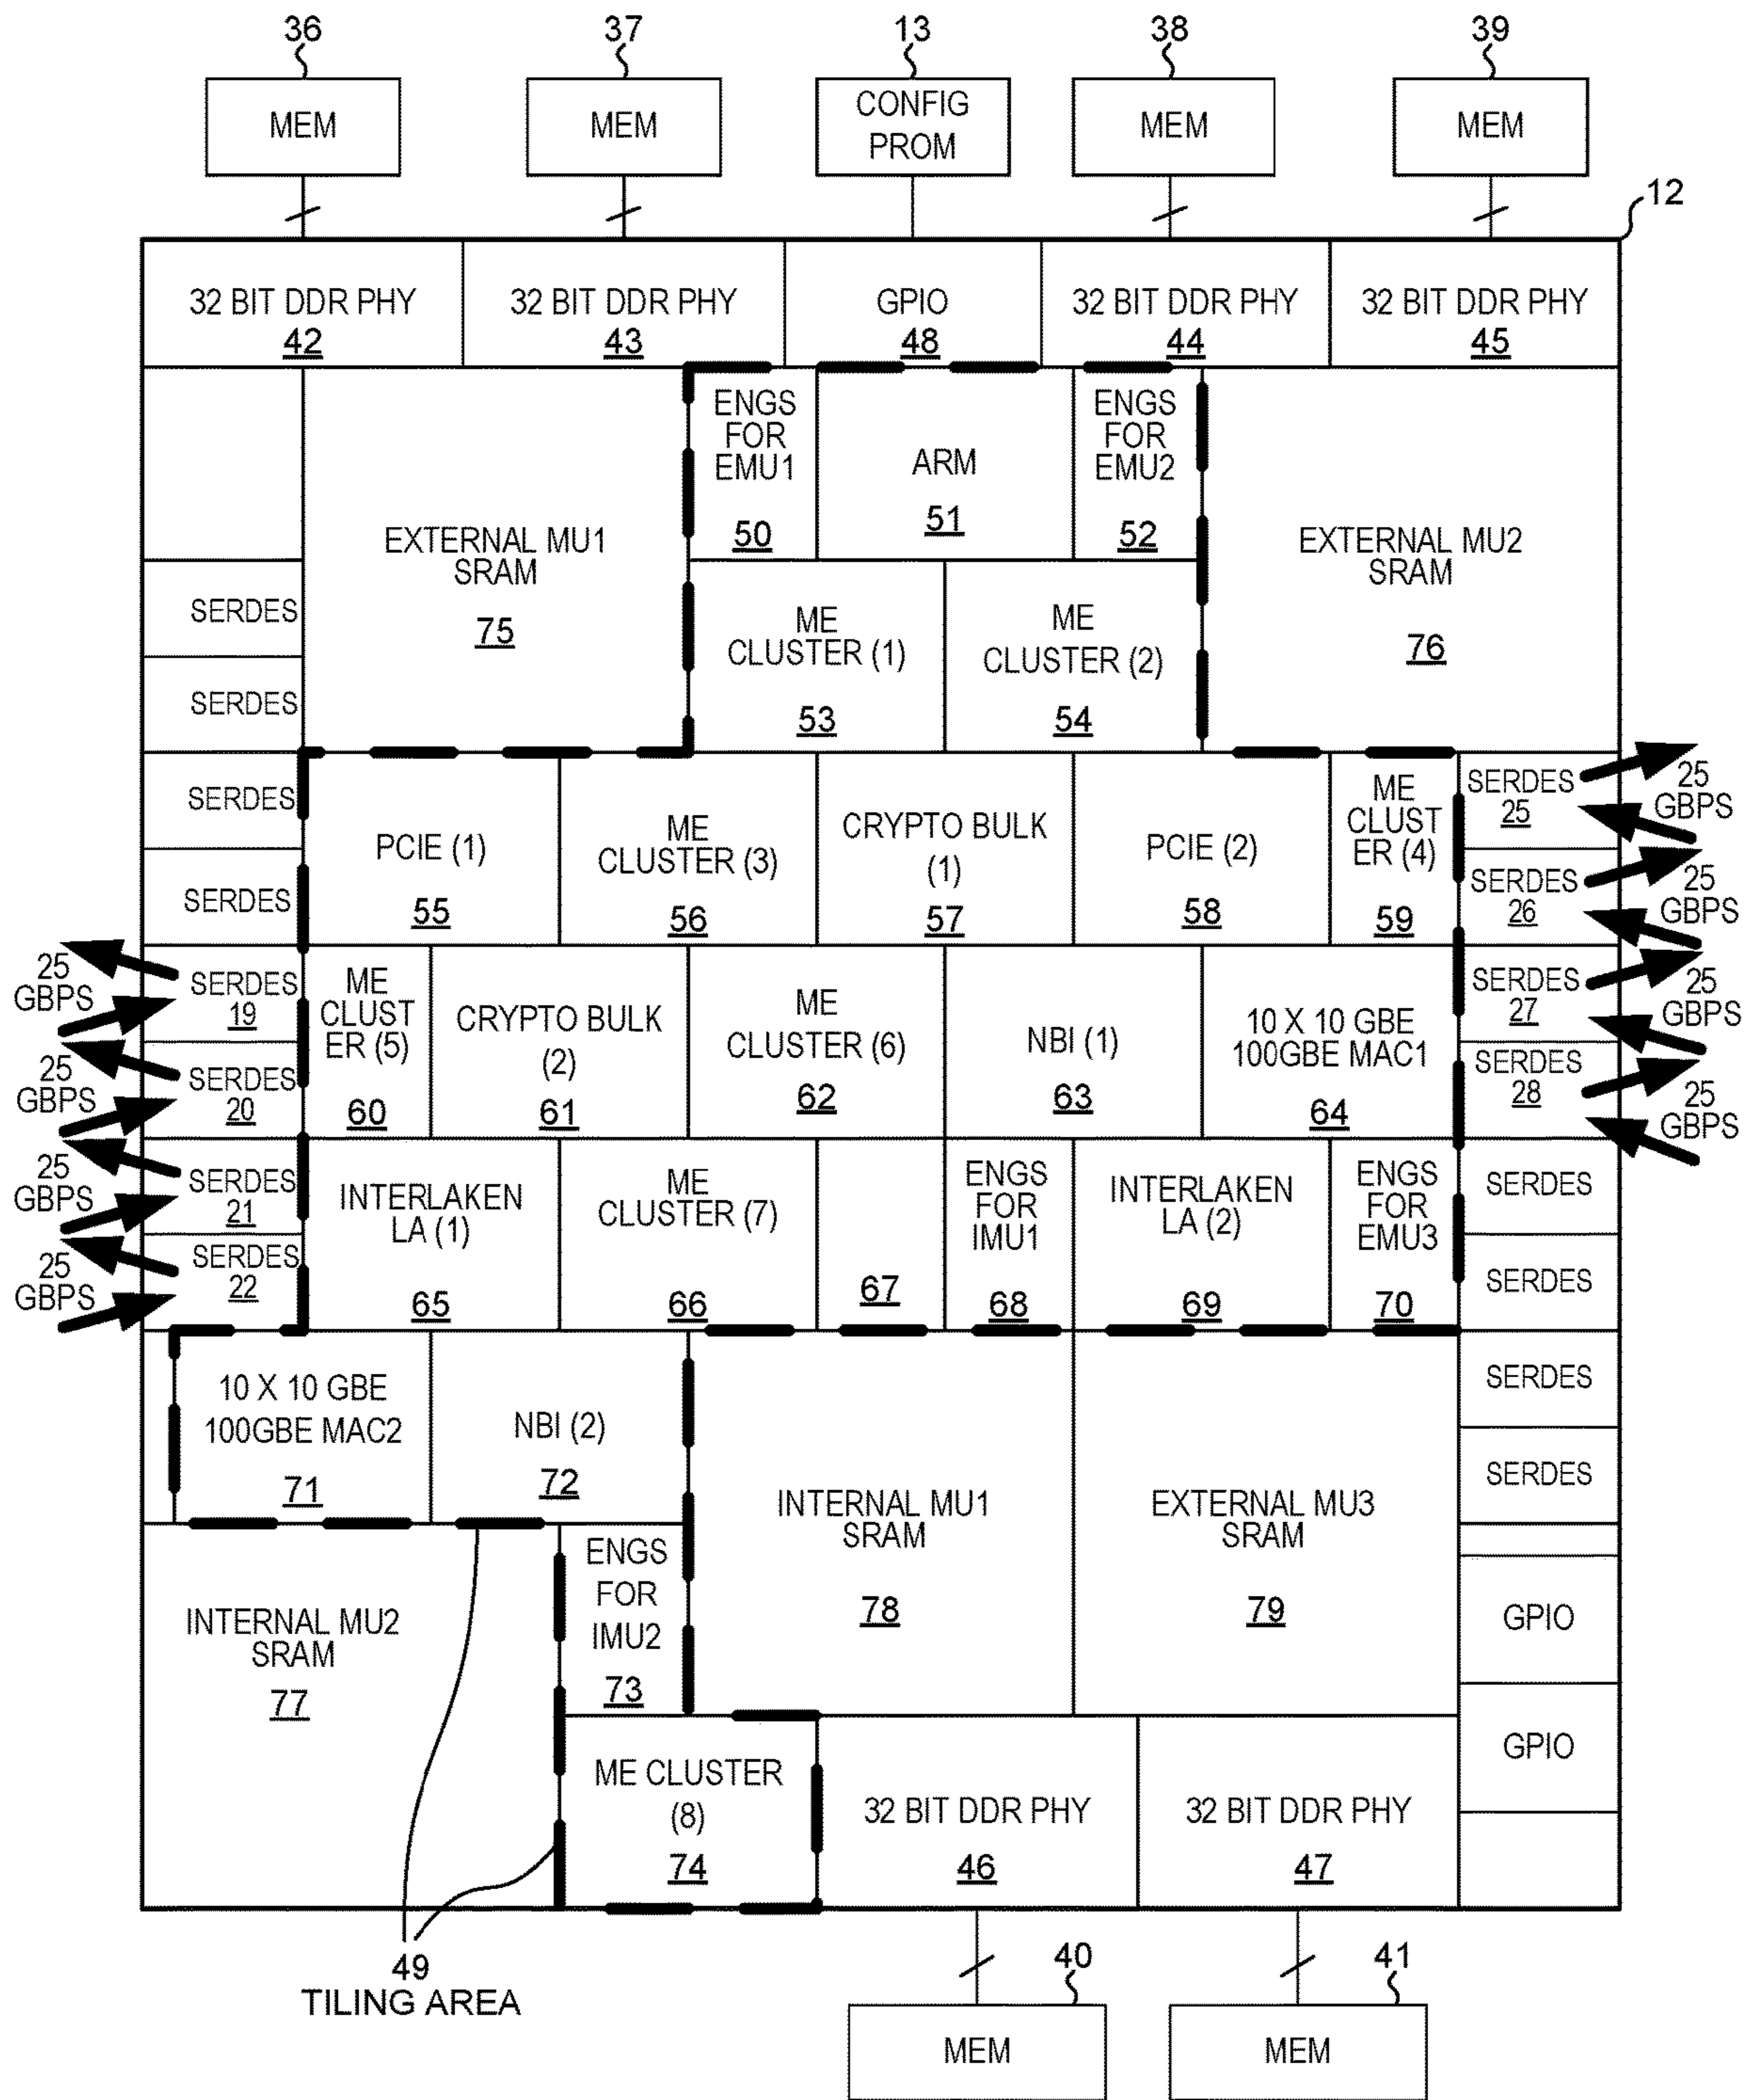 36
37
13
38
39
MEM
MEM
CONFIG
PROM
MEM
MEM
12
32 BIT DDR PHY
42
32 BIT DDR PHY
43
GPIO
48
32 BIT DDR PHY
44
32 BIT DDR PHY
45
EXTERNAL MU1
SRAM
75
ENGS
FOR
EMU1
50
ARM
51
ENGS
FOR
EMU2
52
EXTERNAL MU2
SRAM
76
SERDES
SERDES
ME
CLUSTER (1)
53
ME
CLUSTER (2)
54
SERDES
SERDES
PCIE (1)
55
ME
CLUSTER (3)
56
CRYPTO BULK
(1)
57
PCIE (2)
58
ME
CLUST
ER (4)
59
SERDES
25
25
GBPS
SERDES
26
25
GBPS
25
GBPS
SERDES
19
25
GBPS
SERDES
20
ME
CLUST
ER (5)
60
CRYPTO BULK
(2)
61
ME
CLUSTER (6)
62
NBI (1)
63
10 X 10 GBE
100GBE MAC1
64
SERDES
27
25
GBPS
SERDES
28
25
GBPS
25
GBPS
SERDES
21
25
GBPS
SERDES
22
INTERLAKEN
LA (1)
65
ME
CLUSTER (7)
66
67
ENGS
FOR
IMU1
68
INTERLAKEN
LA (2)
69
ENGS
FOR
EMU3
70
SERDES
SERDES
10 X 10 GBE
100GBE MAC2
71
NBI (2)
72
INTERNAL MU1
SRAM
78
EXTERNAL MU3
SRAM
79
SERDES
SERDES
INTERNAL MU2
SRAM
77
ENGS
FOR
IMU2
73
GPIO
GPIO
ME CLUSTER
(8)
74
32 BIT DDR PHY
46
32 BIT DDR PHY
47
49
TILING AREA
40
41
MEM
MEM